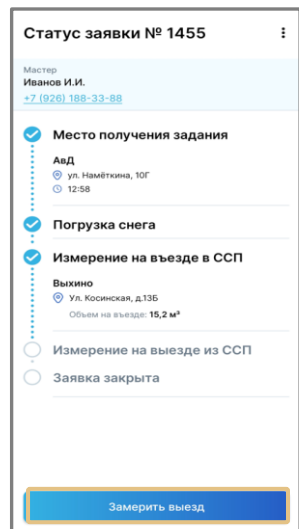 Статус заявки № 1455
Мастер
Иванов И.И.
+7 (926) 188-33-88
Место получения задания
АвД
ул. Намёткина, 10Г
12:58
Погрузка снега
Измерение на въезде в ССП
Выхино
Ул. Косинская, д.13Б
Объем на въезде: 15,2 м³
Измерение на выезде из ССП
Заявка закрыта
Замерить выезд